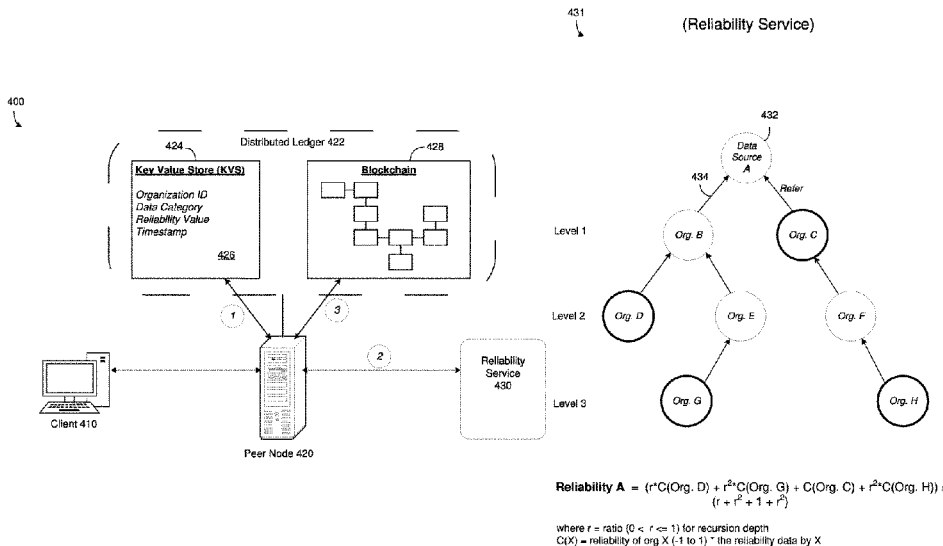 431
(Reliability Service)
400
Distributed Ledger 422
424
Key Value Store (KVS)
Organization ID
Data Category
Reliability Value
Timestamp
426
428
Blockchain
1
3
2
Client 410
Peer Node 420
Reliability
Service
430
432
Data
Source
A
434
Refer
Level 1
Org. B
Org. C
Level 2
Org. D
Org. E
Org. F
Level 3
Org. G
Org. H
Reliability A = (r*C(Org. D) + r²*C(Org. G) + C(Org. C) + r²*C(Org. H))
(r + r² + 1 + r²)
where r = ratio (0 < r <= 1) for recursion depth
C(X) = reliability of org X (-1 to 1) * the reliability data by X